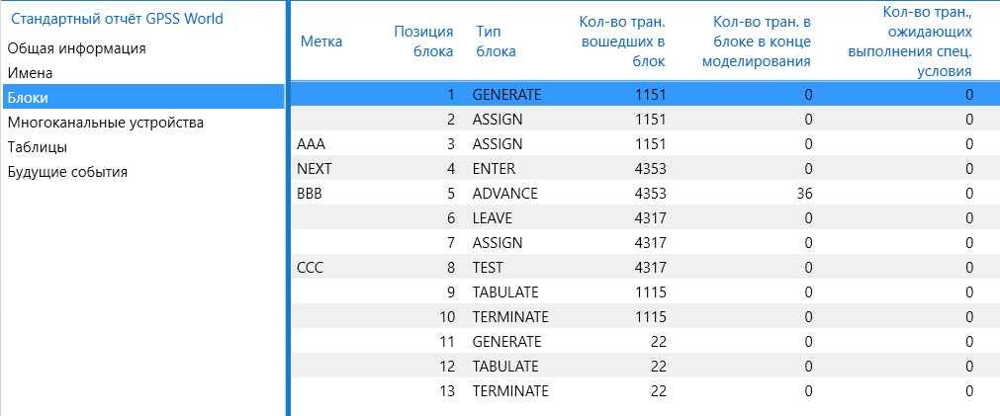 Стандартный отчёт GPSS World
Общая информация
Имена
Блоки
Многоканальные устройства
Таблицы
Будущие события
Метка
Позиция
блока
Тип
блока
Кол-во тран.
вошедших в
блок
Кол-во тран. в
блоке в конце
моделирования
Кол-во тран.,
ожидающих
выполнения спец.
условия
1 GENERATE 1151 0 0
2 ASSIGN 1151 0 0
AAA 3 ASSIGN 1151 0 0
NEXT 4 ENTER 4353 0 0
BBB 5 ADVANCE 4353 36 0
6 LEAVE 4317 0 0
7 ASSIGN 4317 0 0
CCC 8 TEST 4317 0 0
9 TABULATE 1115 0 0
10 TERMINATE 1115 0 0
11 GENERATE 22 0 0
12 TABULATE 22 0 0
13 TERMINATE 22 0 0